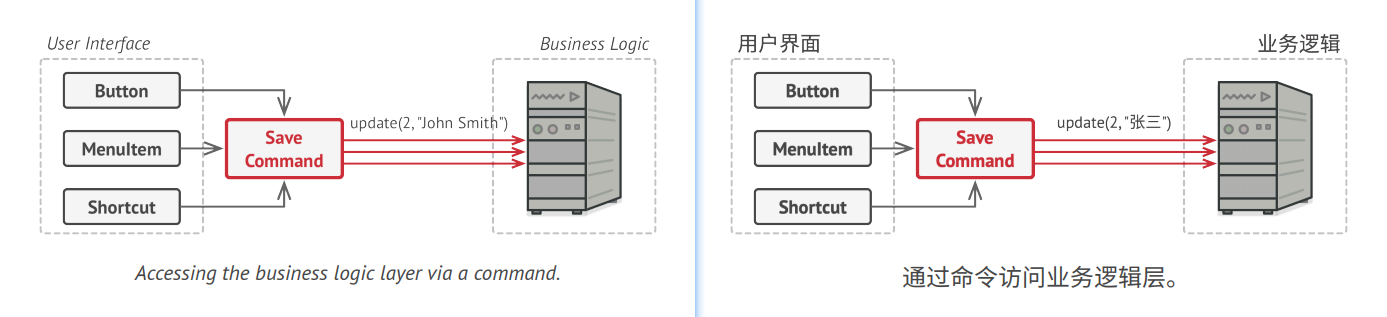 User Interface
Business Logic
Button
update(2, "John Smith")
Save
Command
MenuItem
Shortcut
Accessing the business logic layer via a command.
用户界面
业务逻辑
Button
update(2, "张三")
Save
Command
MenuItem
Shortcut
通过命令访问业务逻辑层。